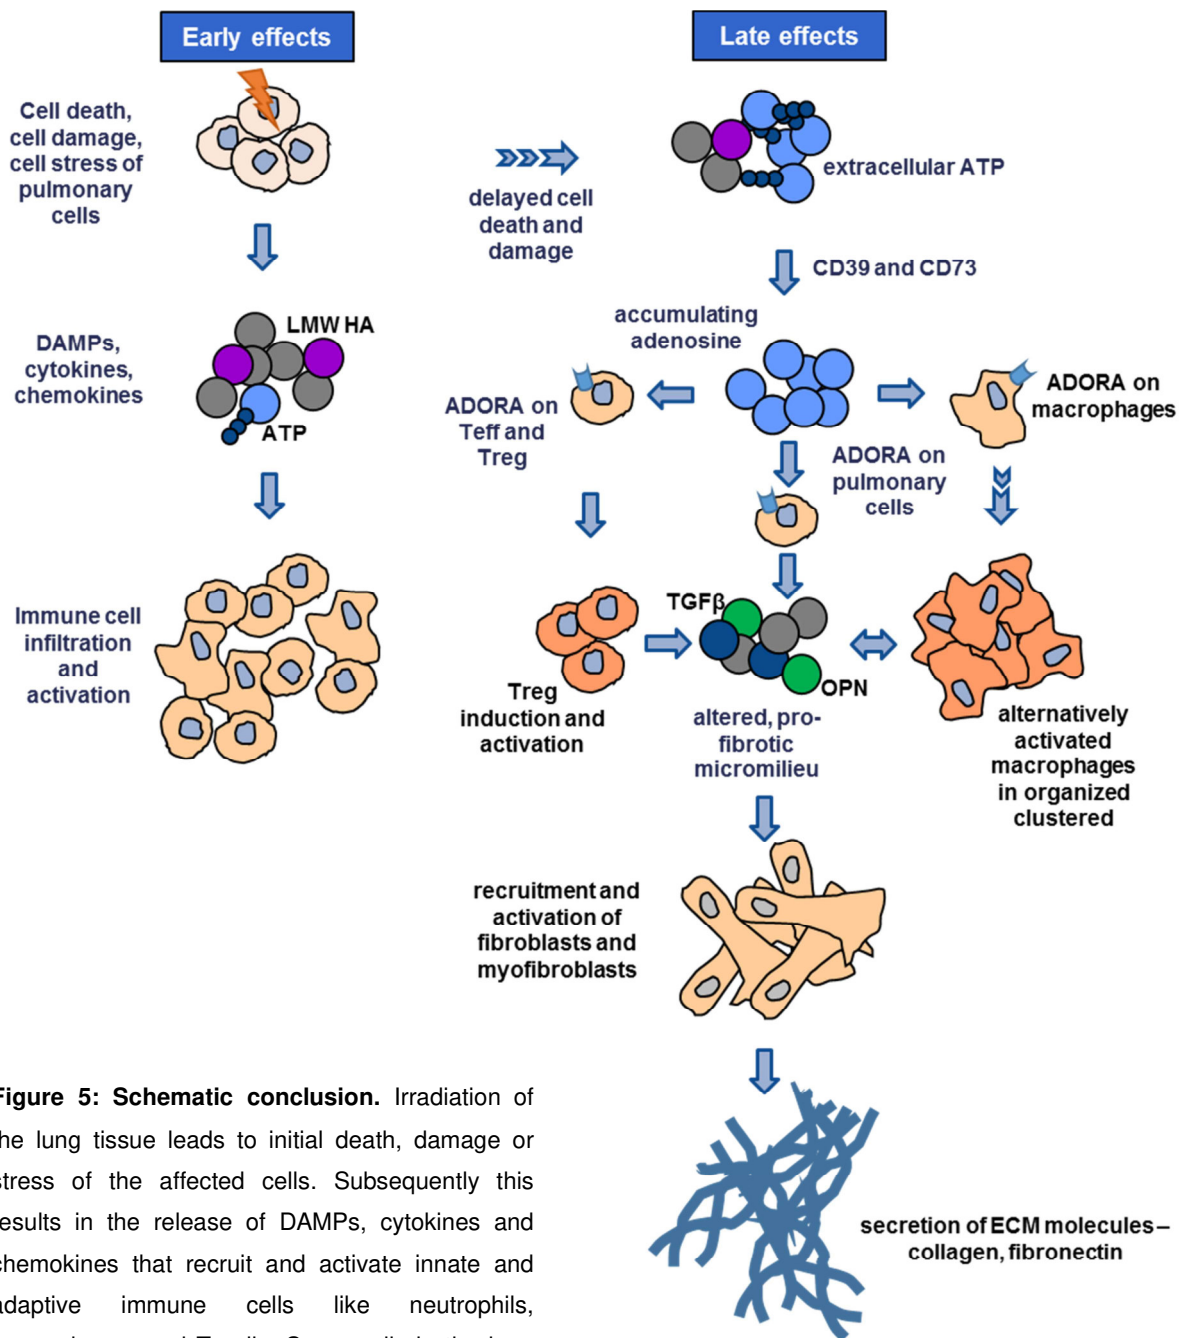 Early effects
Late effects
Cell death,
cell damage,
cell stress of
pulmonary
cells
extracellular ATP
delayed cell
death and
damage
CD39 and CD73
accumulating
adenosine
DAMPs,
cytokines,
chemokines
LMW HA
ATP
ADORA on
Teff and
Treg
ADORA on
macrophages
ADORA on
pulmonary
cells
Immune cell
infiltration
and
activation
TGFβ
OPN
Treg
induction and
activation
altered, pro-
fibrotic
micromilieu
alternatively
activated
macrophages
in organized
clustered
recruitment and
activation of
fibroblasts and
myofibroblasts
secretion of ECM molecules –
collagen, fibronectin
Figure 5: Schematic conclusion. Irradiation of
the lung tissue leads to initial death, damage or
stress of the affected cells. Subsequently this
results in the release of DAMPs, cytokines and
chemokines that recruit and activate innate and
adaptive immune cells like neutrophils,